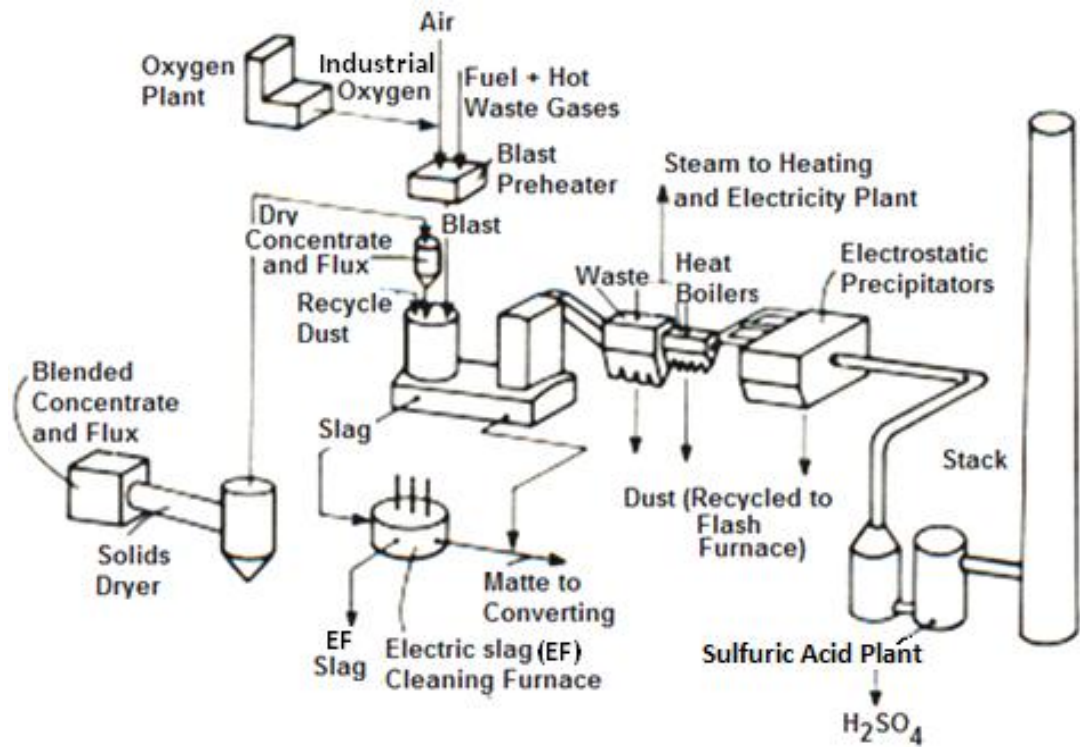 Air
Oxygen
Plant
Industrial
Oxygen
Fuel + Hot
Waste Gases
Blast
Preheater
Steam to Heating
and Electricity Plant
Dry
Concentrate
and Flux
Blast
Recycle
Dust
Waste
Heat
Boilers
Electrostatic
Precipitators
Blended
Concentrate
and Flux
Slag
Stack
Dust (Recycled to
Flash
Furnace)
Solids
Dryer
Matte to
Converting
EF
Slag
Electric slag (EF)
Cleaning Furnace
Sulfuric Acid Plant
H₂SO₄